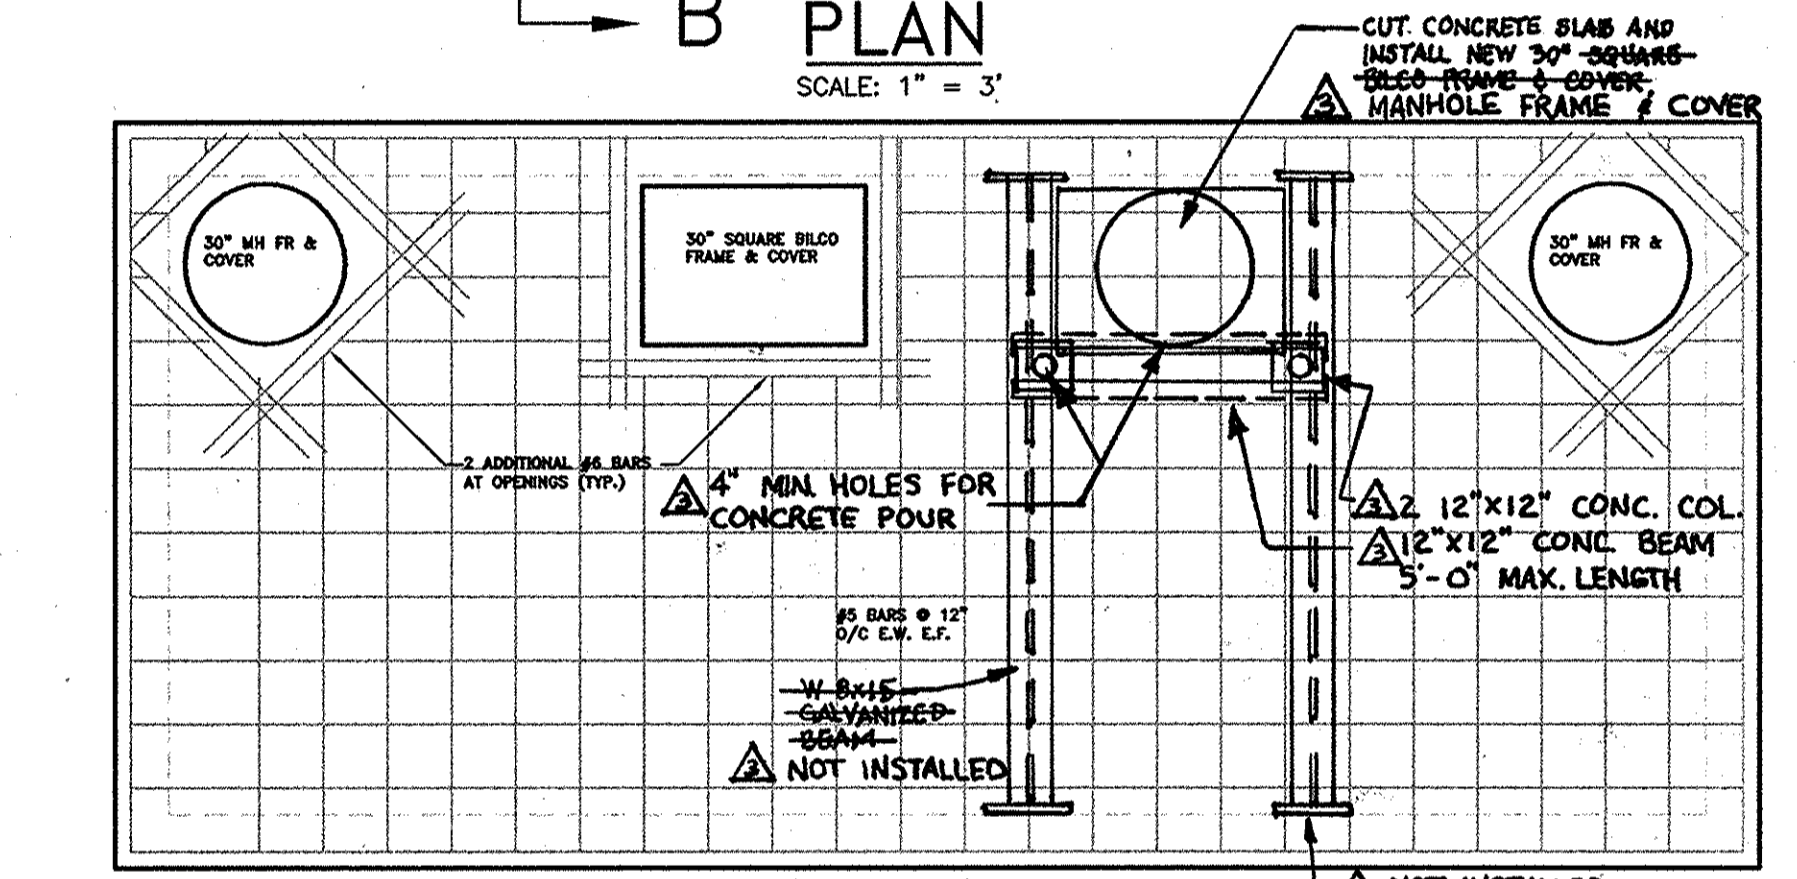 B
PLAN
SCALE: 1" = 3'
CUT CONCRETE SLAB AND
INSTALL NEW 30" SQUARE
BILCO FRAME & COVER
3 MANHOLE FRAME & COVER
30" MH FR &
COVER
30" SQUARE BILCO
FRAME & COVER
30" MH FR &
COVER
2 ADDITIONAL #6 BARS
AT OPENINGS (TYP.)
3 4" MIN. HOLES FOR
CONCRETE POUR
3 2 12"X12" CONC. COL.
3 12"X12" CONC. BEAM
5'-0" MAX. LENGTH
#5 BARS @ 12"
O/C E.W. E.F.
W 8x15
GALVANIZED
BEAM
3 NOT INSTALLED